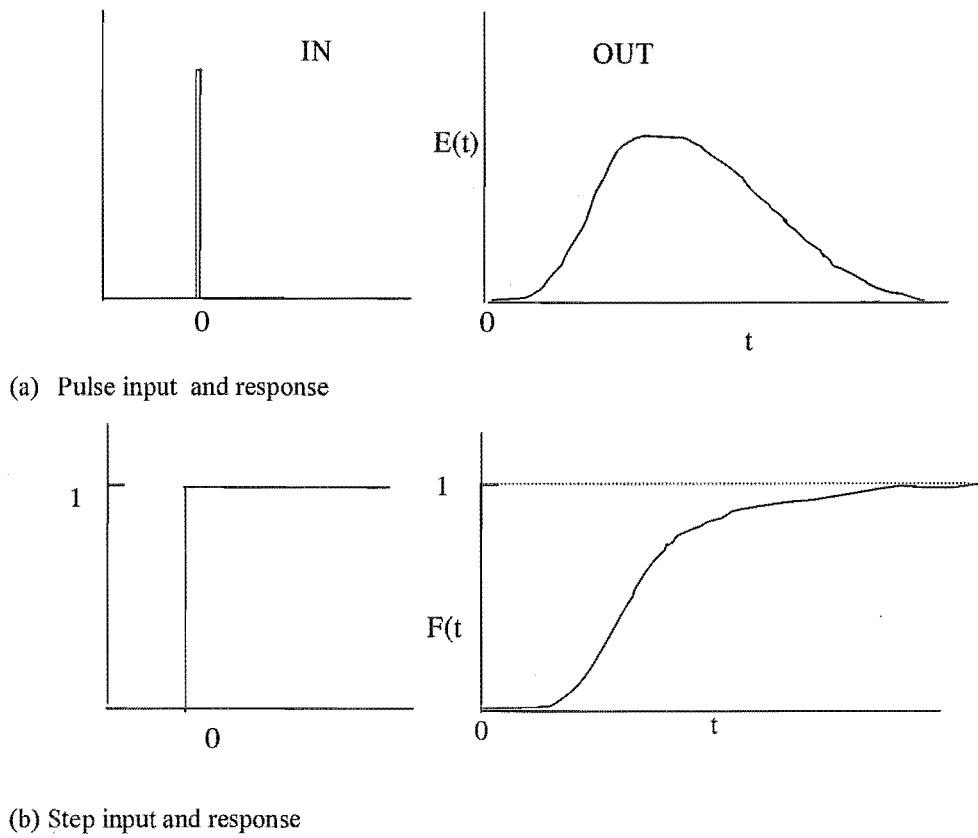 IN
OUT
E(t)
0
0
t
(a) Pulse input and response
1
1
F(t
0
0
t
(b) Step input and response